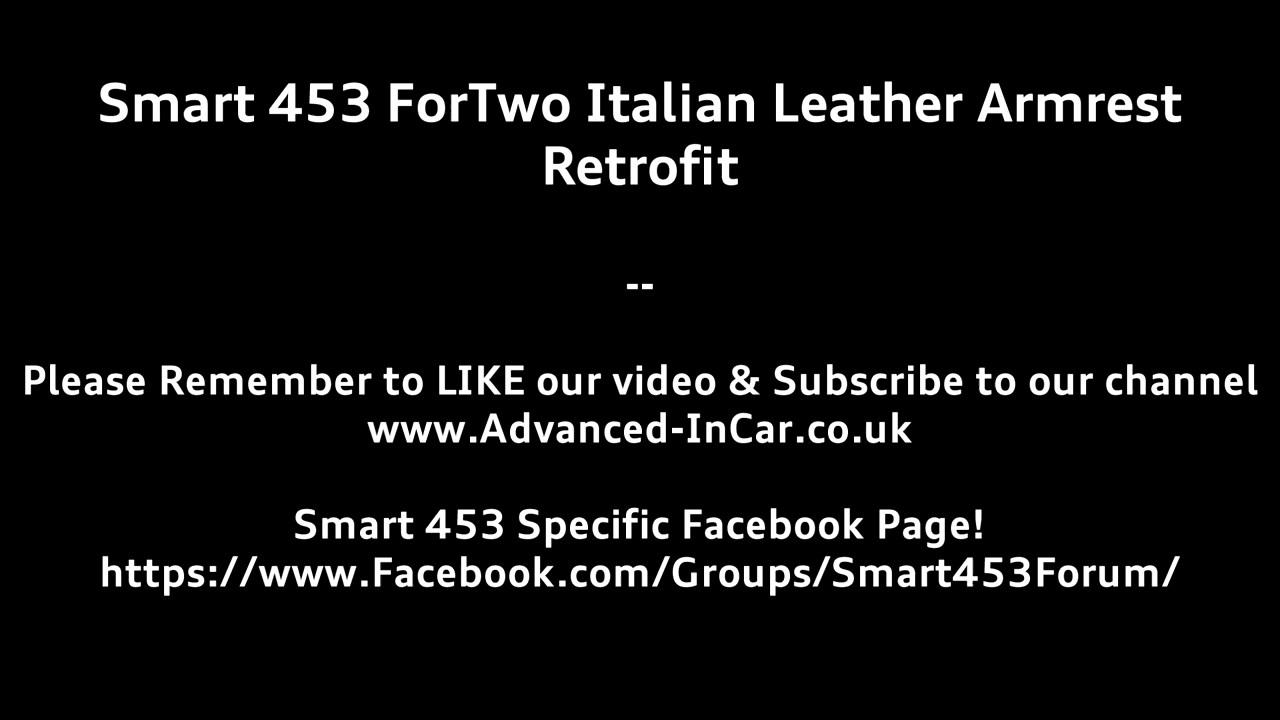 Smart 453 ForTwo Italian Leather Armrest
Retrofit
--
Please Remember to LIKE our video & Subscribe to our channel
www.Advanced-InCar.co.uk
Smart 453 Specific Facebook Page!
https://www.Facebook.com/Groups/Smart453Forum/